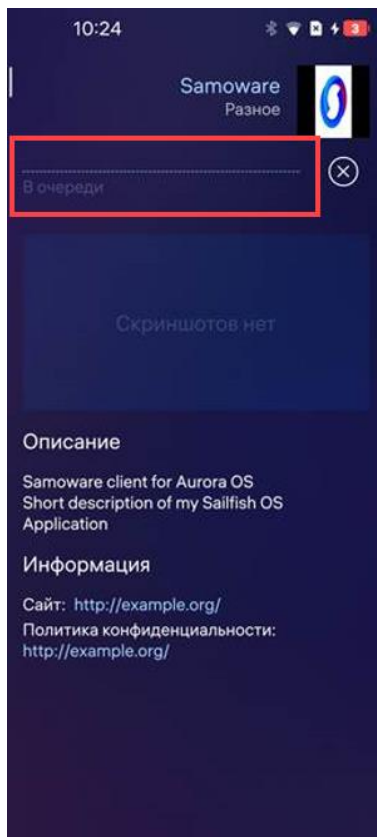 10:24
3
Samoware
Разное
В очереди
Скриншотов нет
Описание
Samoware client for Aurora OS
Short description of my Sailfish OS
Application
Информация
Сайт: http://example.org/
Политика конфиденциальности:
http://example.org/